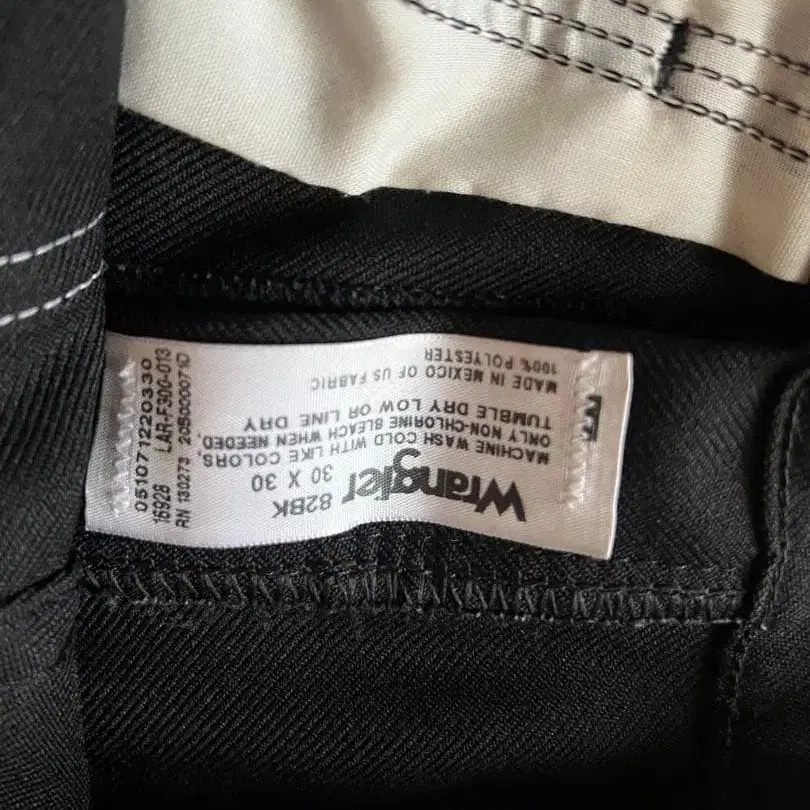 Wrangler
82BK 30 X 30
MACHINE WASH COLD WITH LIKE COLORS,
ONLY NON-CHLORINE BLEACH WHEN NEEDED,
TUMBLE DRY LOW OR LINE DRY
MADE IN MEXICO OF US FABRIC
100% POLYESTER
051071220330
16928 LAR-F300-013
RN 130273